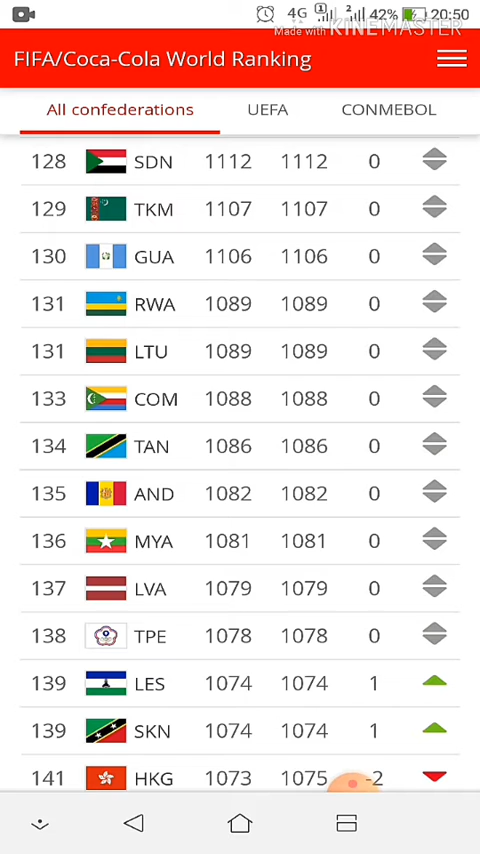 4G 1 2 42% 20:50
Made with KINEMASTER
FIFA/Coca-Cola World Ranking
All confederations UEFA CONMEBOL
128 SDN 1112 1112 0
129 TKM 1107 1107 0
130 GUA 1106 1106 0
131 RWA 1089 1089 0
131 LTU 1089 1089 0
133 COM 1088 1088 0
134 TAN 1086 1086 0
135 AND 1082 1082 0
136 MYA 1081 1081 0
137 LVA 1079 1079 0
138 TPE 1078 1078 0
139 LES 1074 1074 1
139 SKN 1074 1074 1
141 HKG 1073 1075 -2